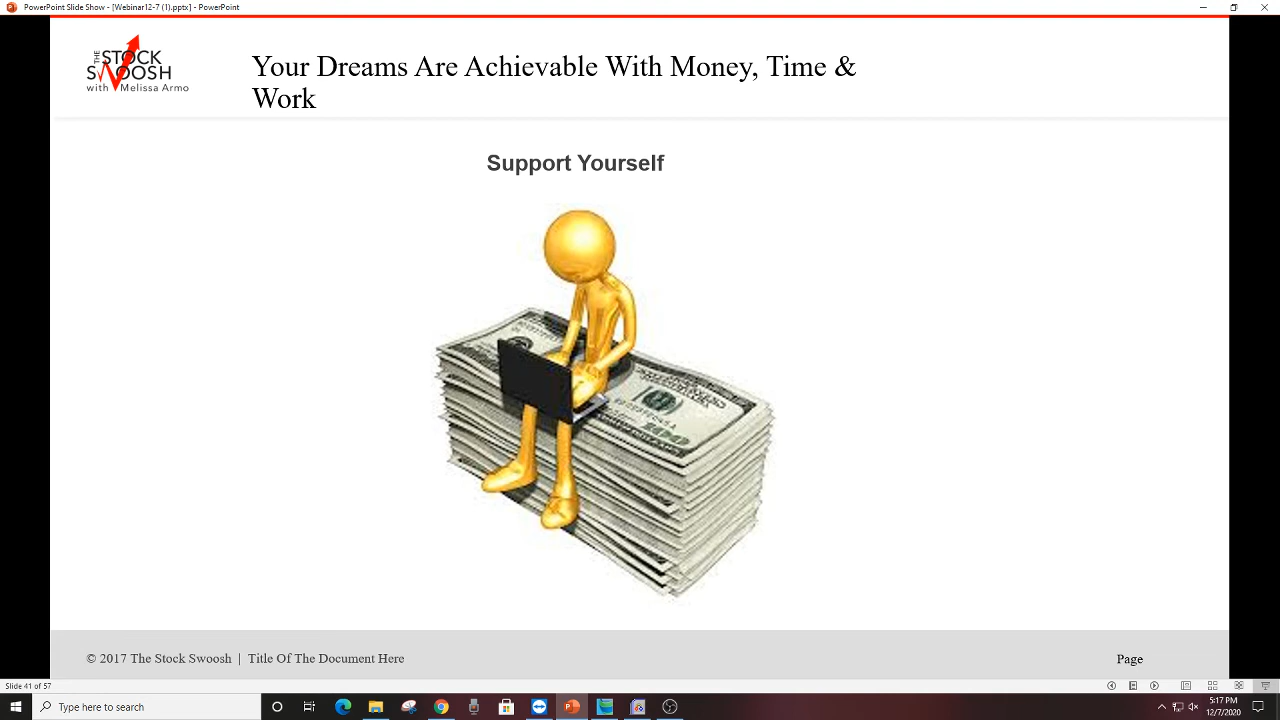 PowerPoint Slide Show - [Webinar12-7 (1).pptx] - PowerPoint
THE
STOCK
SWOOSH
with Melissa Armo
Your Dreams Are Achievable With Money, Time &
Work
Support Yourself
100
© 2017 The Stock Swoosh | Title Of The Document Here
Page
Slide 41 of 57
Type here to search
5:17 PM
12/7/2020